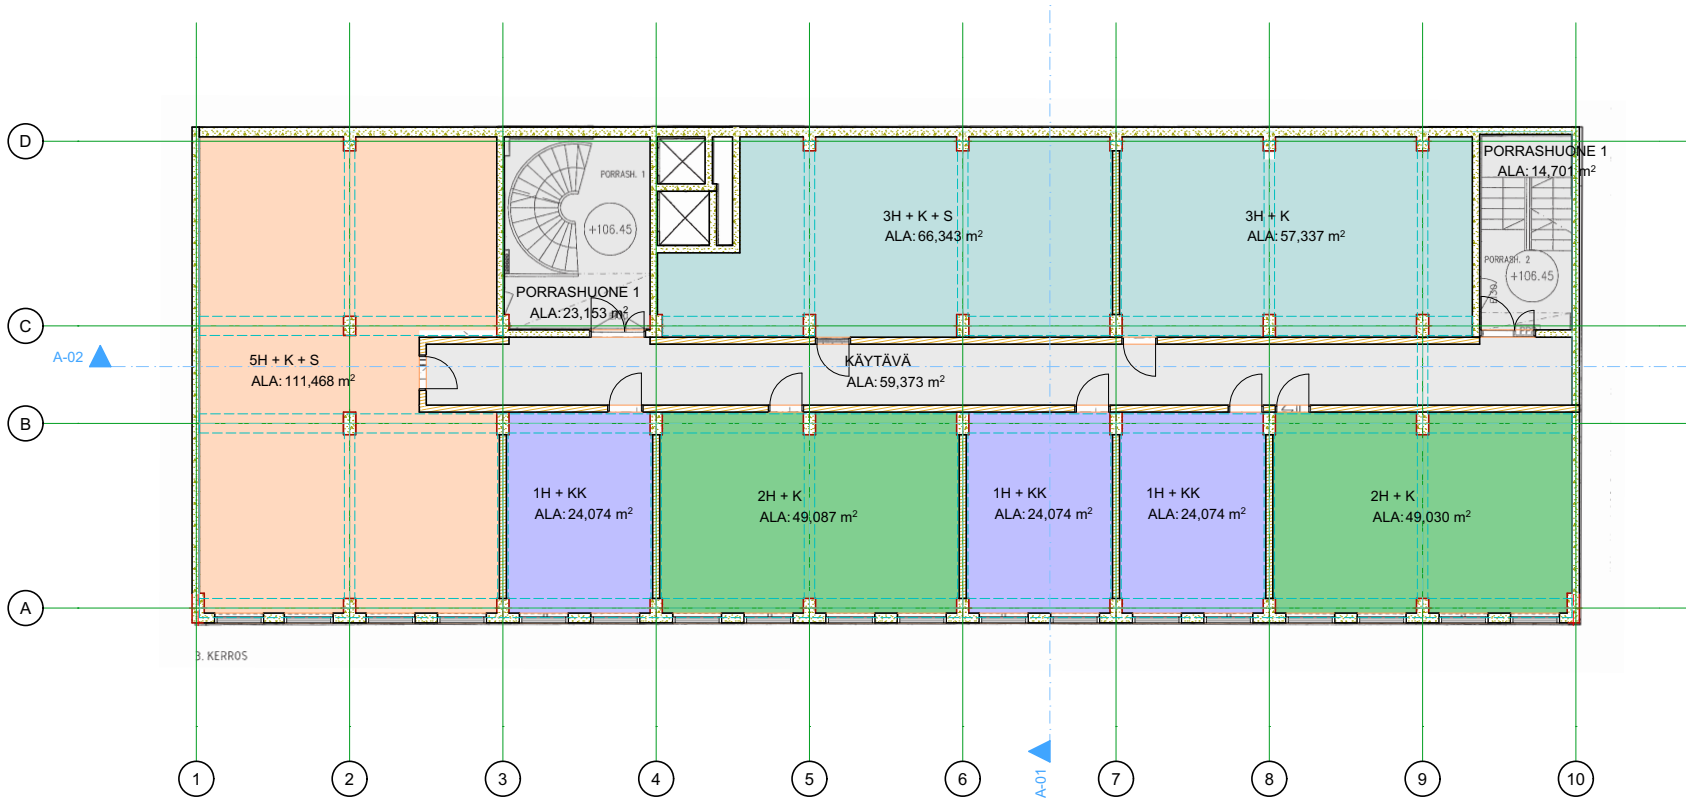 D
PORRASHUONE 1
ALA: 14,701 m²
PORRASH. 1
3H + K + S
ALA: 66,343 m²
3H + K
ALA: 57,337 m²
+106.45
PORRASH. 2
+106.45
PORRASHUONE 1
ALA: 23,153 m²
C
A-02
5H + K + S
ALA: 111,468 m²
KÄYTÄVÄ
ALA: 59,373 m²
B
1H + KK
ALA: 24,074 m²
2H + K
ALA: 49,087 m²
1H + KK
ALA: 24,074 m²
1H + KK
ALA: 24,074 m²
2H + K
ALA: 49,030 m²
A
3. KERROS
A-01
1
2
3
4
5
6
7
8
9
10